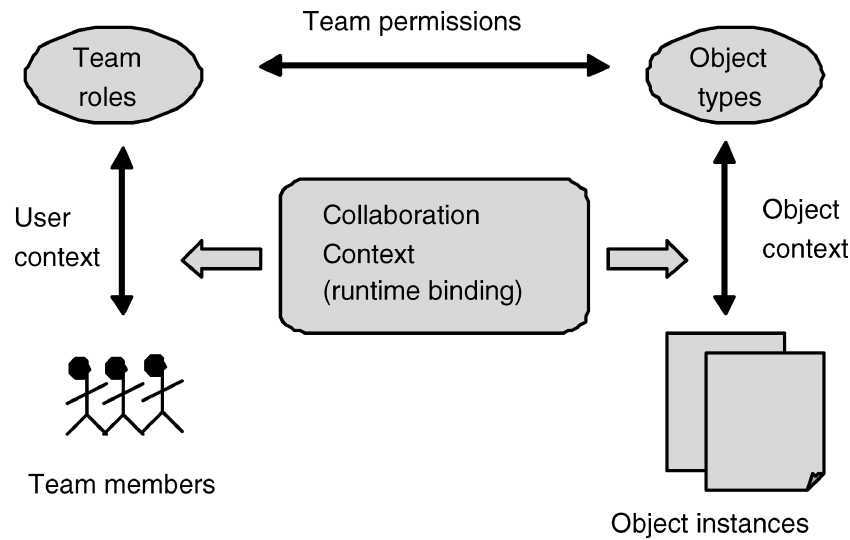 Team permissions
Team
roles
Object
types
User
context
Collaboration
Context
(runtime binding)
Object
context
Team members
Object instances